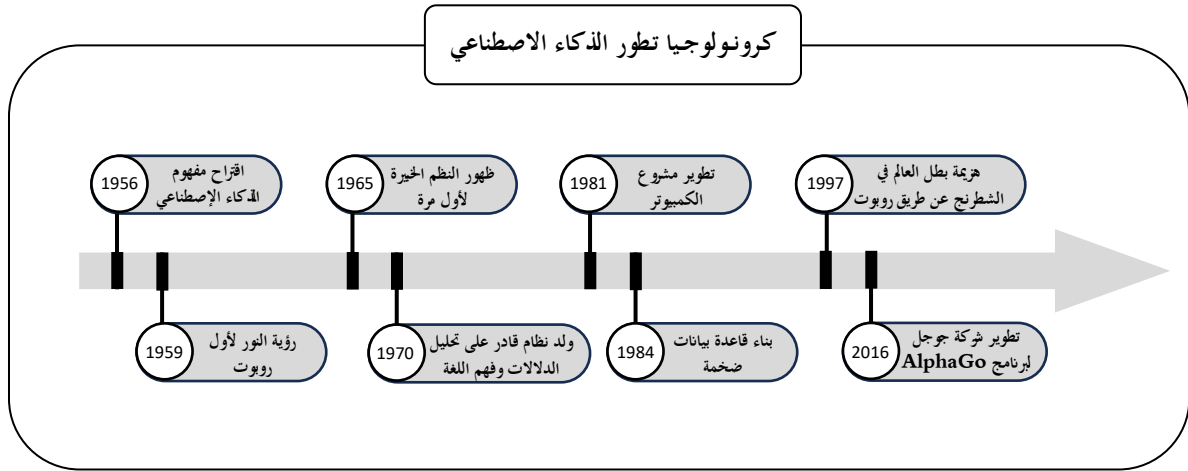 كرونولوجيا تطور الذكاء الاصطناعي
1956
اقتراح مفهوم
الذكاء الإصطناعي
1959
رؤية النور لأول
روبوت
1965
ظهور النظم الخبيرة
لأول مرة
1970
ولد نظام قادر على تحليل
الدلالات وفهم اللغة
1981
تطوير مشروع
الكمبيوتر
1984
بناء قاعدة بيانات
ضخمة
1997
هزيمة بطل العالم في
الشطرنج عن طريق روبوت
2016
تطوير شركة جوجل
لبرنامج AlphaGo